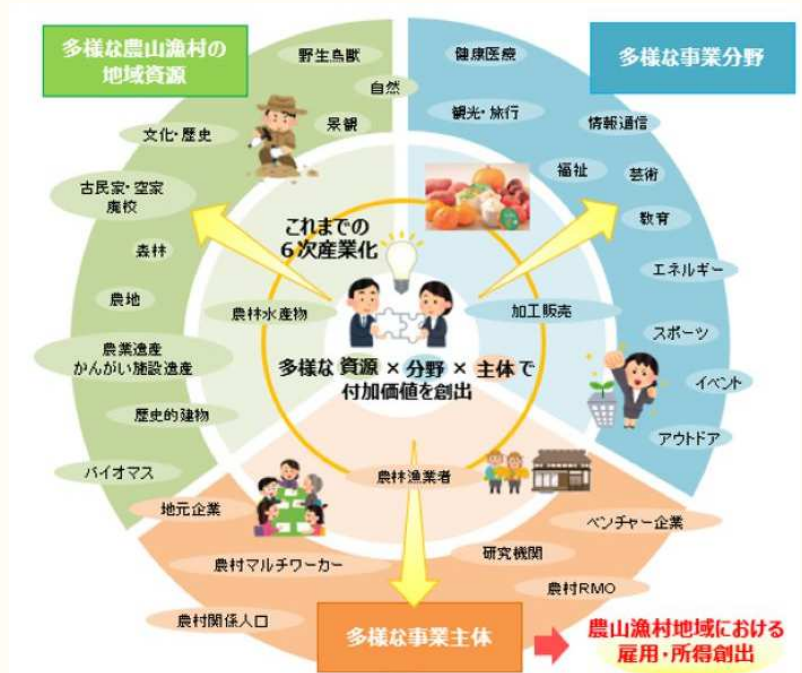 多様な農山漁村の
地域資源
野生鳥獣
自然
景観
文化・歴史
古民家・空家
廃校
森林
農地
農業遺産
かんがい施設遺産
歴史的建物
バイオマス
健康医療
観光・旅行
多様な事業分野
情報通信
福祉
芸術
教育
エネルギー
スポーツ
イベント
アウトドア
これまでの
6次産業化
農林水産物
加工販売
多様な 資源 × 分野 × 主体で
付加価値を創出
農林漁業者
地元企業
農村マルチワーカー
農村関係人口
ベンチャー企業
研究機関
農村RMO
多様な事業主体
農山漁村地域における
雇用・所得創出